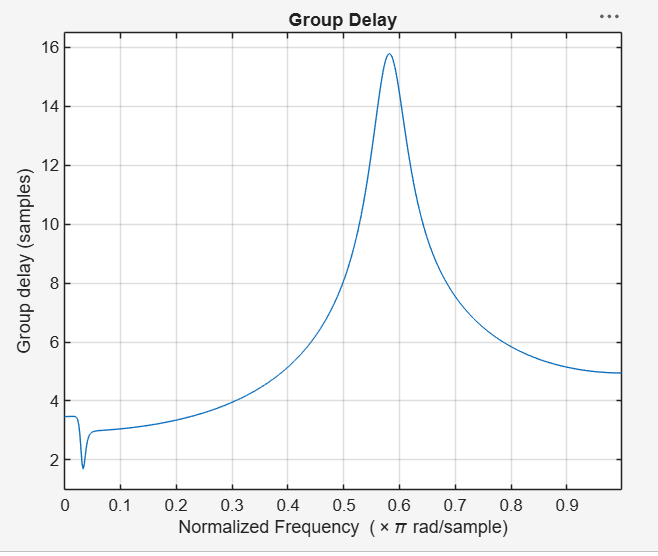 Group Delay
16
14
12
10
8
6
4
2
Group delay (samples)
0 0.1 0.2 0.3 0.4 0.5 0.6 0.7 0.8 0.9
Normalized Frequency ( × π rad/sample)